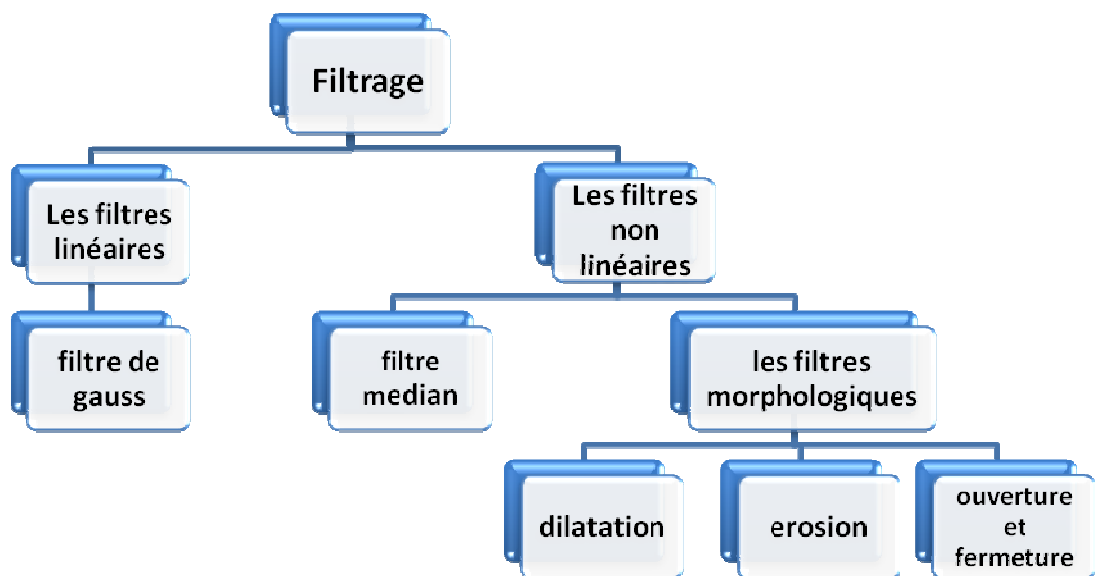 Filtrage
Les filtres
linéaires
Les filtres
non
linéaires
filtre de
gauss
filtre
median
les filtres
morphologiques
dilatation
erosion
ouverture
et
fermeture